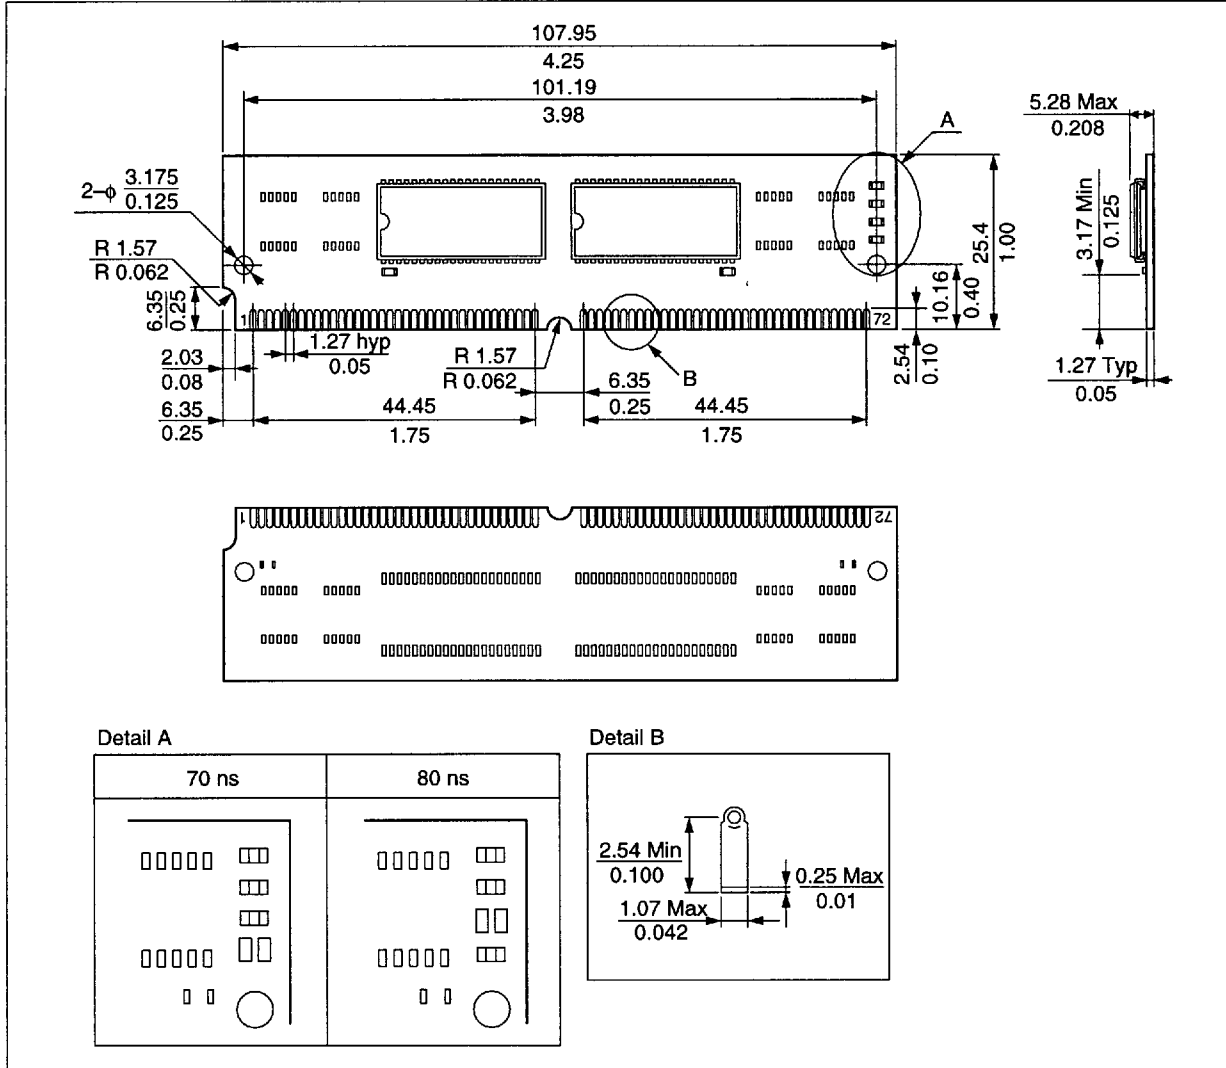 107.95
4.25
101.19
3.98
5.28 Max
0.208
A
2-ϕ 3.175
0.125
3.17 Min
0.125
R 1.57
R 0.062
25.4
1.00
10.16
0.40
6.35
0.25
1
72
2.54
0.10
1.27 hyp
0.05
R 1.57
R 0.062
B
2.03
0.08
6.35
0.25
1.27 Typ
0.05
6.35
0.25
44.45
1.75
44.45
1.75
1
72
Detail A
Detail B
70 ns
80 ns
2.54 Min
0.100
0.25 Max
0.01
1.07 Max
0.042